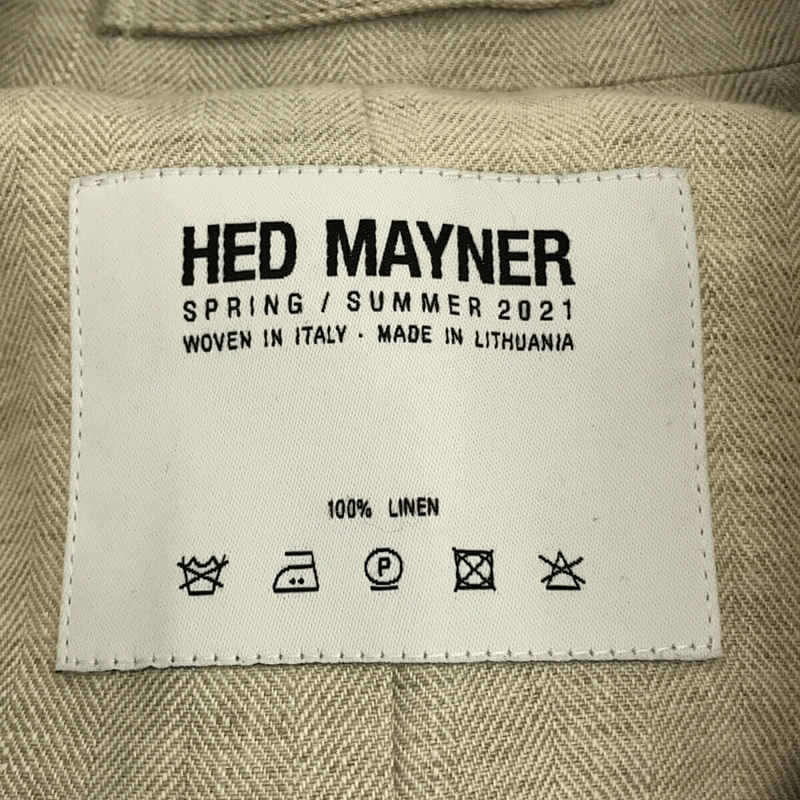 HED MAYNER
SPRING / SUMMER 2021
WOVEN IN ITALY · MADE IN LITHUANIA
100% LINEN
P